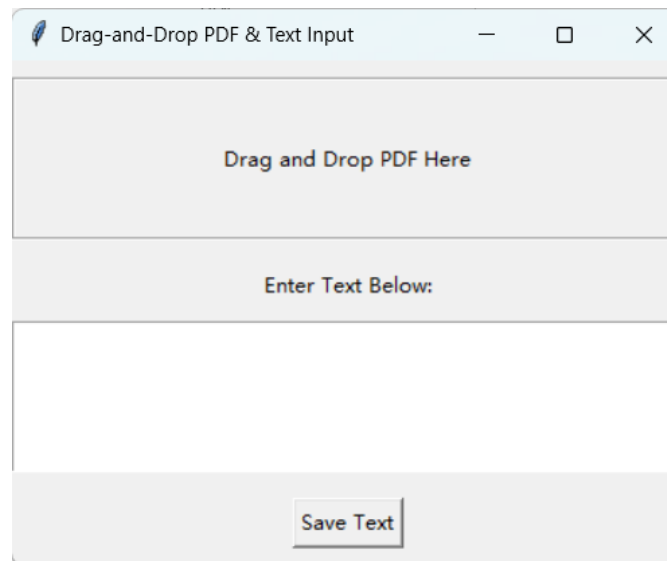 Drag-and-Drop PDF & Text Input
Drag and Drop PDF Here
Enter Text Below:
Save Text